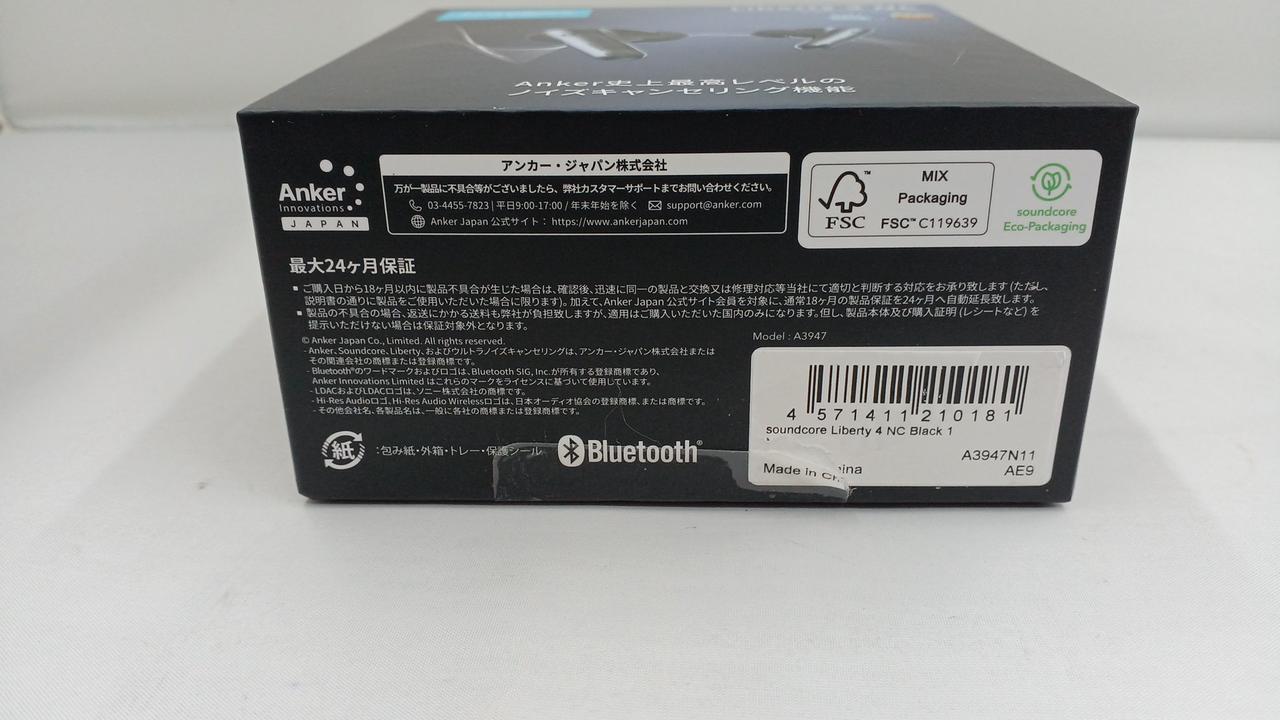 Anker史上最高レベルの
ノイズキャンセリング機能
Anker
Innovations
JAPAN
アンカー・ジャパン株式会社
万が一製品に不具合等がございましたら、弊社カスタマーサポートまでお問い合わせください。
03-4455-7823 | 平日9:00-17:00 / 年末年始を除く support@anker.com
Anker Japan 公式サイト： https://www.ankerjapan.com
FSC™
MIX
Packaging
FSC™ C119639
soundcore
Eco-Packaging
最大24ヶ月保証
▪ ご購入日から18ヶ月以内に製品不具合が生じた場合は、確認後、迅速に同一の製品と交換又は修理対応等当社にて適切と判断する対応をお承り致します (ただし、
説明書の通りに製品をご使用いただいた場合に限ります)。加えて、Anker Japan 公式サイト会員を対象に、通常18ヶ月の製品保証を24ヶ月へ自動延長致します。
▪ 製品の不具合の場合、返送にかかる送料も弊社が負担致しますが、適用はご購入いただいた国内のみになります。但し、製品本体及び購入証明 (レシートなど) を
提示いただけない場合は保証対象外となります。
© Anker Japan Co., Limited. All rights reserved.
- Anker、Soundcore、Liberty、およびウルトラノイズキャンセリングは、アンカー・ジャパン株式会社または
その関連会社の商標または登録商標です。
- Bluetooth®のワードマークおよびロゴは、Bluetooth SIG, Inc.が所有する登録商標であり、
Anker Innovations Limited はこれらのマークをライセンスに基づいて使用しています。
- LDACおよびLDACロゴは、ソニー株式会社の商標です。
- Hi-Res Audioロゴ、Hi-Res Audio Wirelessロゴは、日本オーディオ協会の登録商標、または商標です。
- その他会社名、各製品名は、一般に各社の商標または登録商標です。
紙 ：包み紙・外箱・トレー・保護シール
Bluetooth®
Model : A3947
4 571411 210181
soundcore Liberty 4 NC Black 1
A3947N11
Made in China
AE9